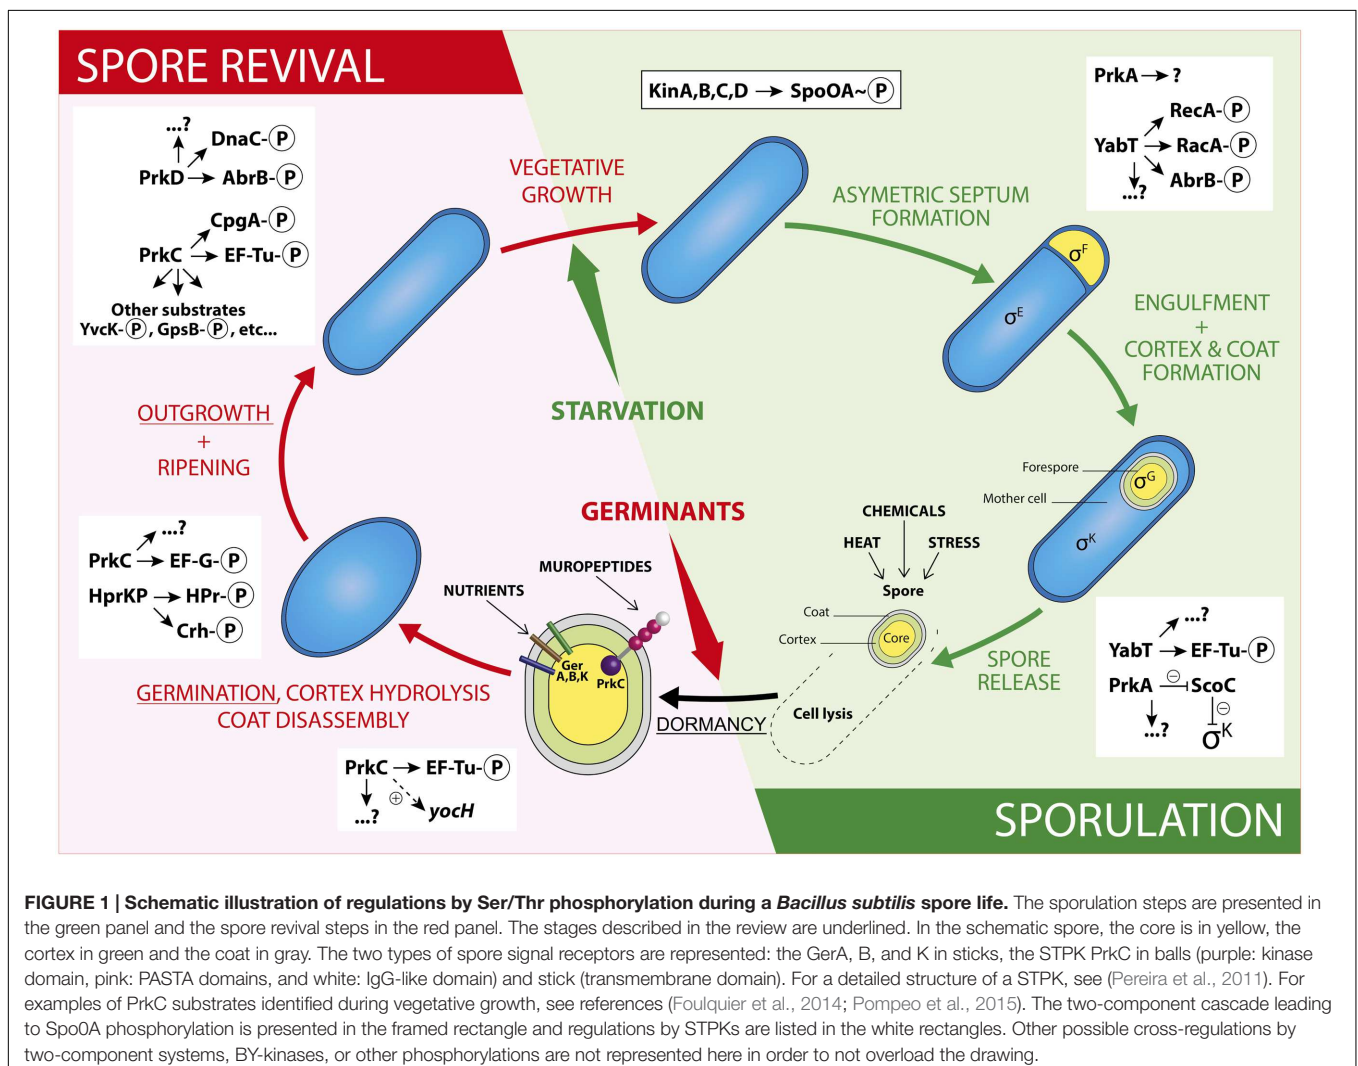 SPORE REVIVAL
...?
DnaC-P
PrkD → AbrB-P
CpgA-P
PrkC → EF-Tu-P
Other substrates
YvcK-P, GpsB-P, etc...
VEGETATIVE
GROWTH
KinA,B,C,D → SpoOA~P
ASYMETRIC SEPTUM
FORMATION
PrkA → ?
RecA-P
YabT → RacA-P
AbrB-P
...?
σF
σE
ENGULFMENT
+
CORTEX & COAT
FORMATION
STARVATION
OUTGROWTH
+
RIPENING
Forespore
Mother cell
σG
σK
GERMINANTS
CHEMICALS
HEAT
STRESS
Spore
Coat
Cortex
Core
Cell lysis
SPORE
RELEASE
...?
YabT → EF-Tu-P
PrkA ⊖ ScoC
...?
⊖
σK
...?
PrkC → EF-G-P
HprKP → HPr-P
Crh-P
NUTRIENTS
MUROPEPTIDES
Ger
A,B,K
PrkC
DORMANCY
GERMINATION, CORTEX HYDROLYSIS
COAT DISASSEMBLY
PrkC → EF-Tu-P
⊕
...?
yocH
SPORULATION
FIGURE 1 | Schematic illustration of regulations by Ser/Thr phosphorylation during a Bacillus subtilis spore life. The sporulation steps are presented in
the green panel and the spore revival steps in the red panel. The stages described in the review are underlined. In the schematic spore, the core is in yellow, the
cortex in green and the coat in gray. The two types of spore signal receptors are represented: the GerA, B, and K in sticks, the STPK PrkC in balls (purple: kinase
domain, pink: PASTA domains, and white: IgG-like domain) and stick (transmembrane domain). For a detailed structure of a STPK, see (Pereira et al., 2011). For
examples of PrkC substrates identified during vegetative growth, see references (Foulquier et al., 2014; Pompeo et al., 2015). The two-component cascade leading
to Spo0A phosphorylation is presented in the framed rectangle and regulations by STPKs are listed in the white rectangles. Other possible cross-regulations by
two-component systems, BY-kinases, or other phosphorylations are not represented here in order to not overload the drawing.